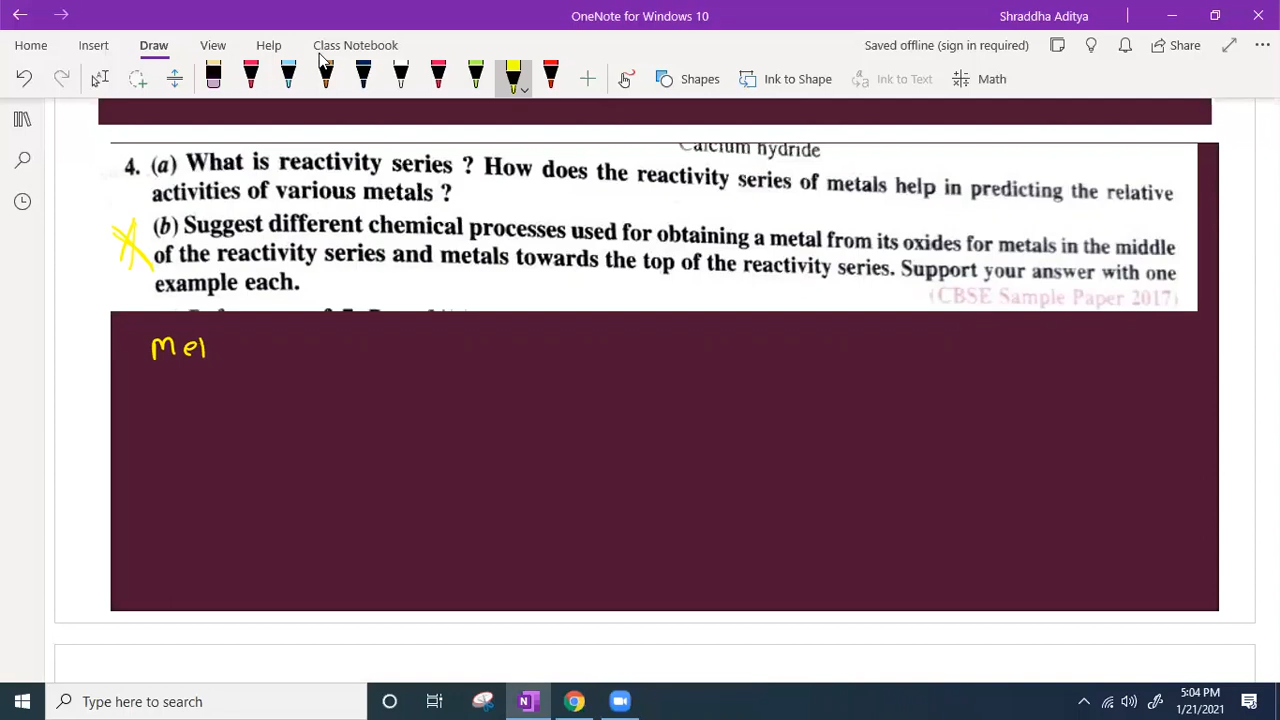 OneNote for Windows 10
Shraddha Aditya
Home Insert Draw View Help Class Notebook
Saved offline (sign in required) Share
Shapes Ink to Shape Ink to Text Math
Calcium hydride
4. (a) What is reactivity series ? How does the reactivity series of metals help in predicting the relative
activities of various metals ?
(b) Suggest different chemical processes used for obtaining a metal from its oxides for metals in the middle
of the reactivity series and metals towards the top of the reactivity series. Support your answer with one
example each.
(CBSE Sample Paper 2017)
Mel
Type here to search
5:04 PM
1/21/2021